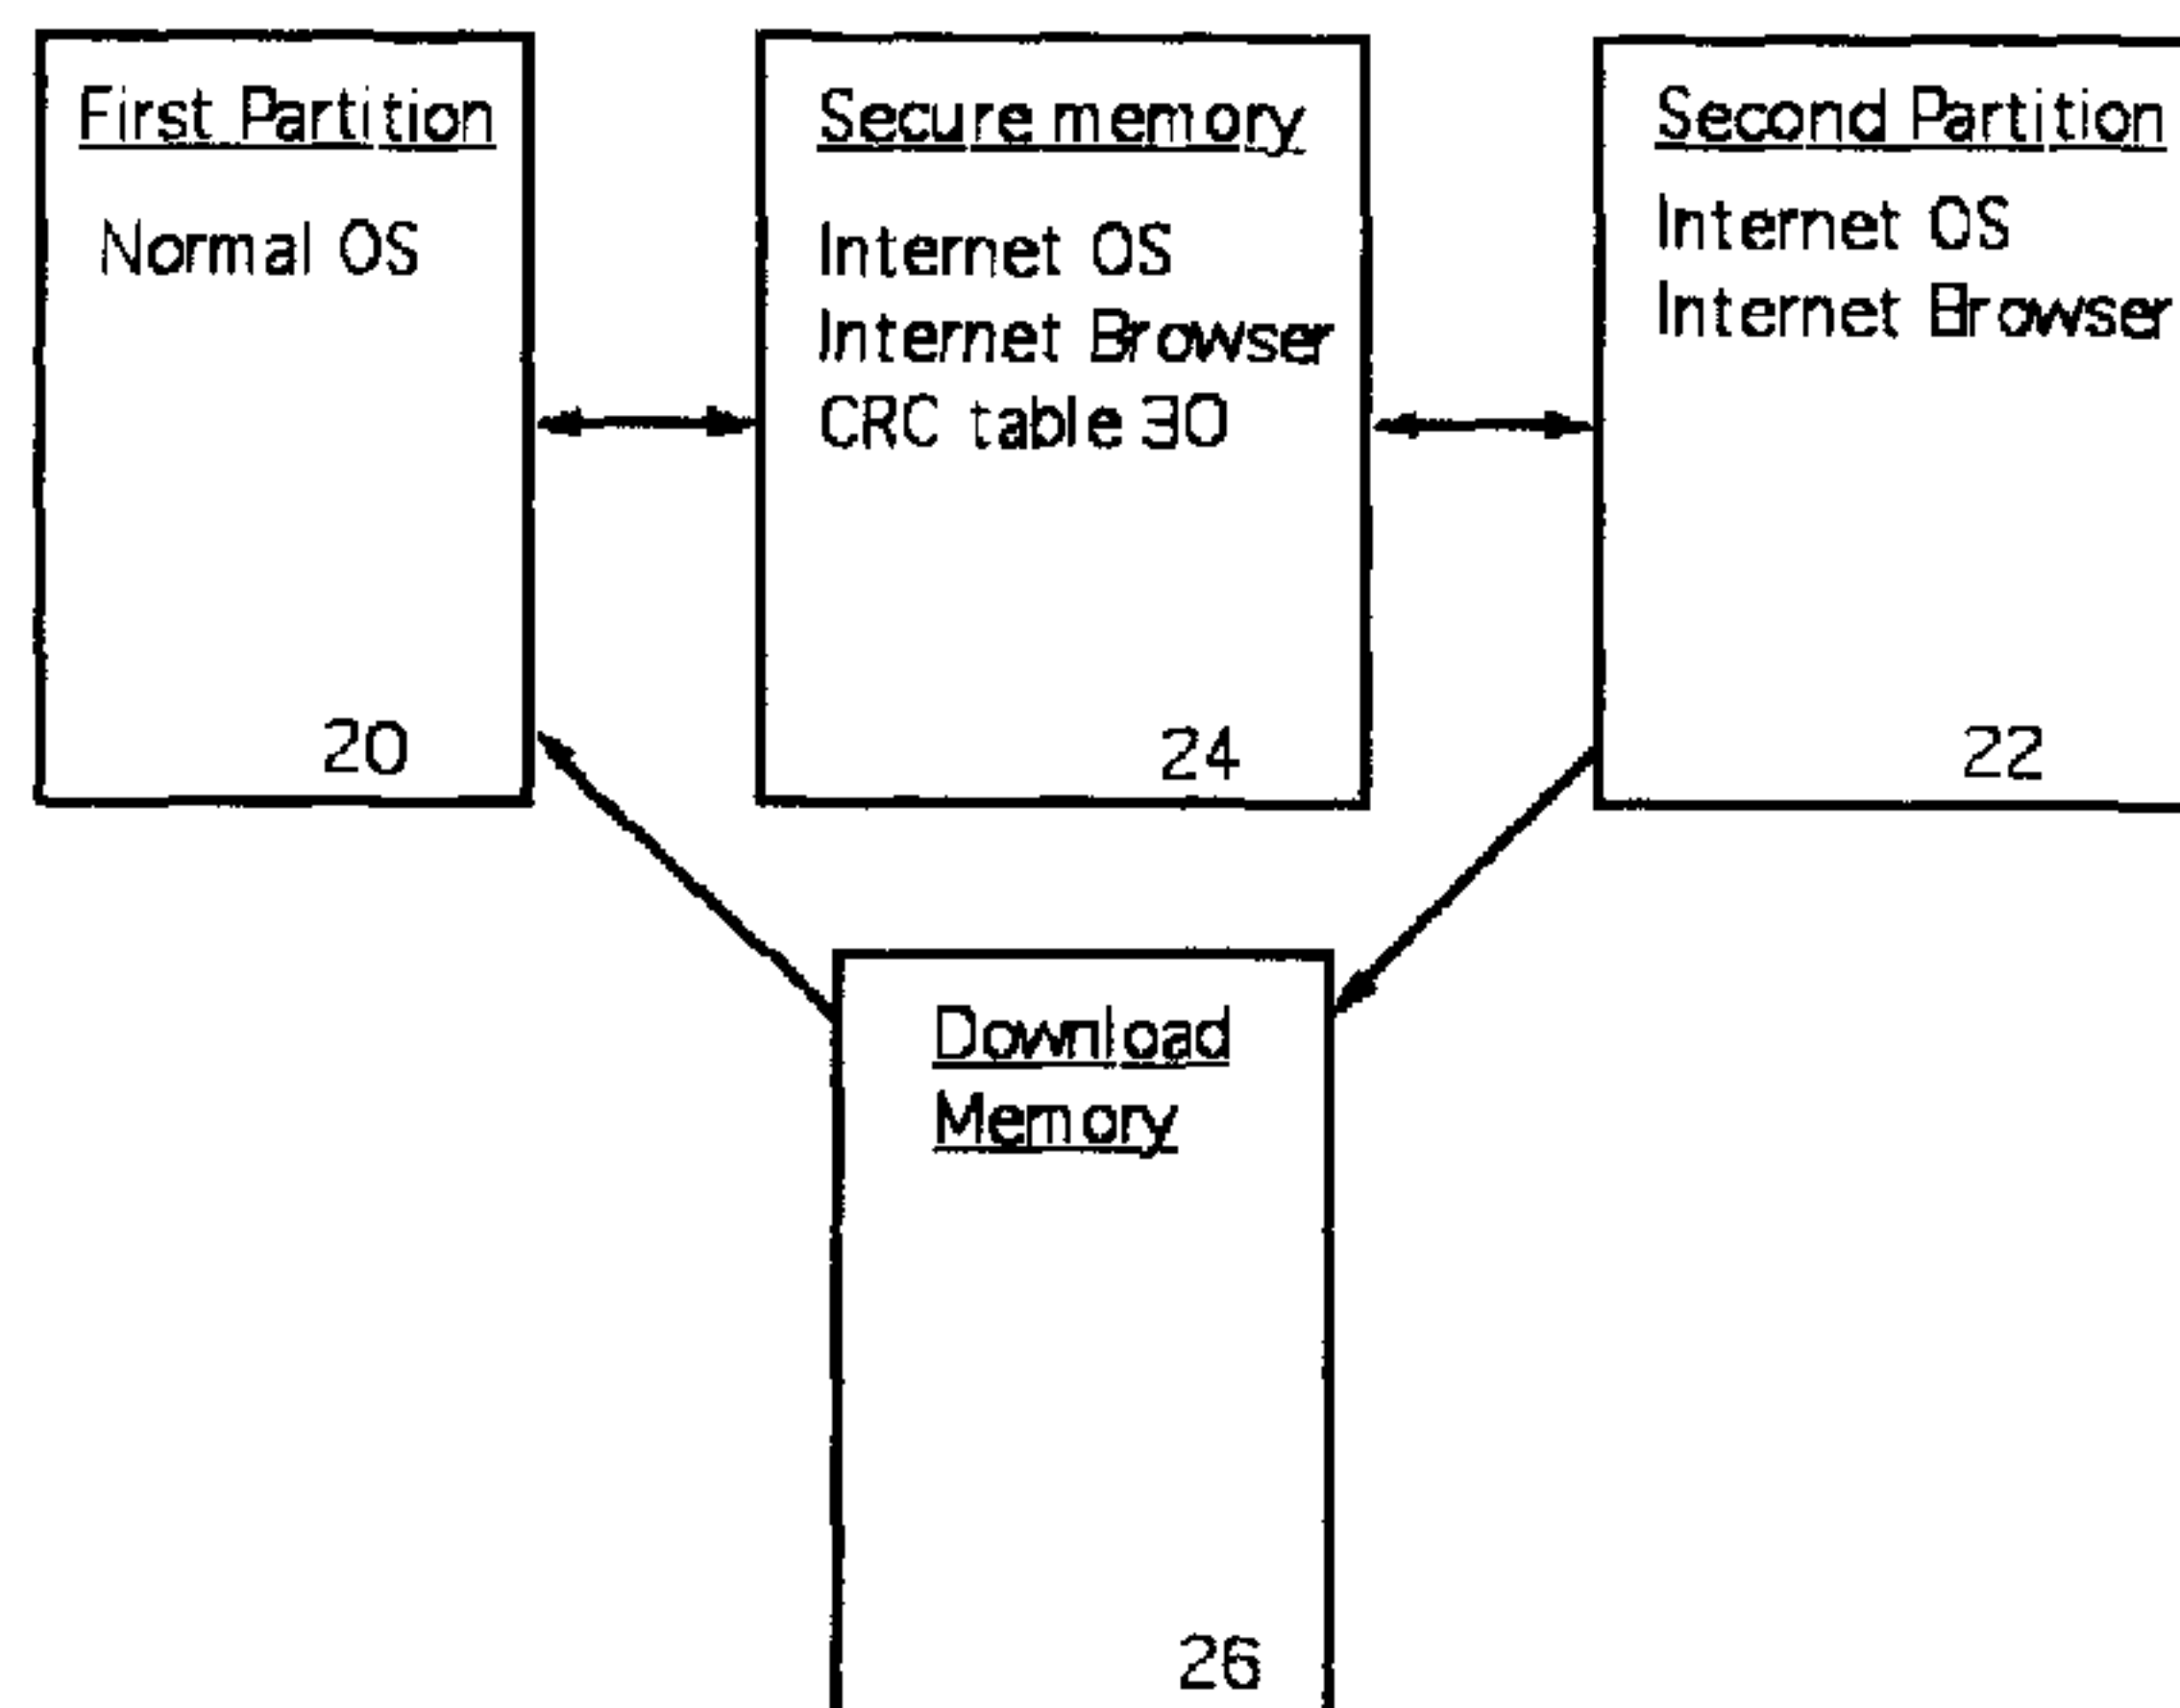 First Partition
Normal OS
20
Secure memory
Internet OS
Internet Browser
CRC table 30
24
Second Partition
Internet OS
Internet Browser
22
Download
Memory
26